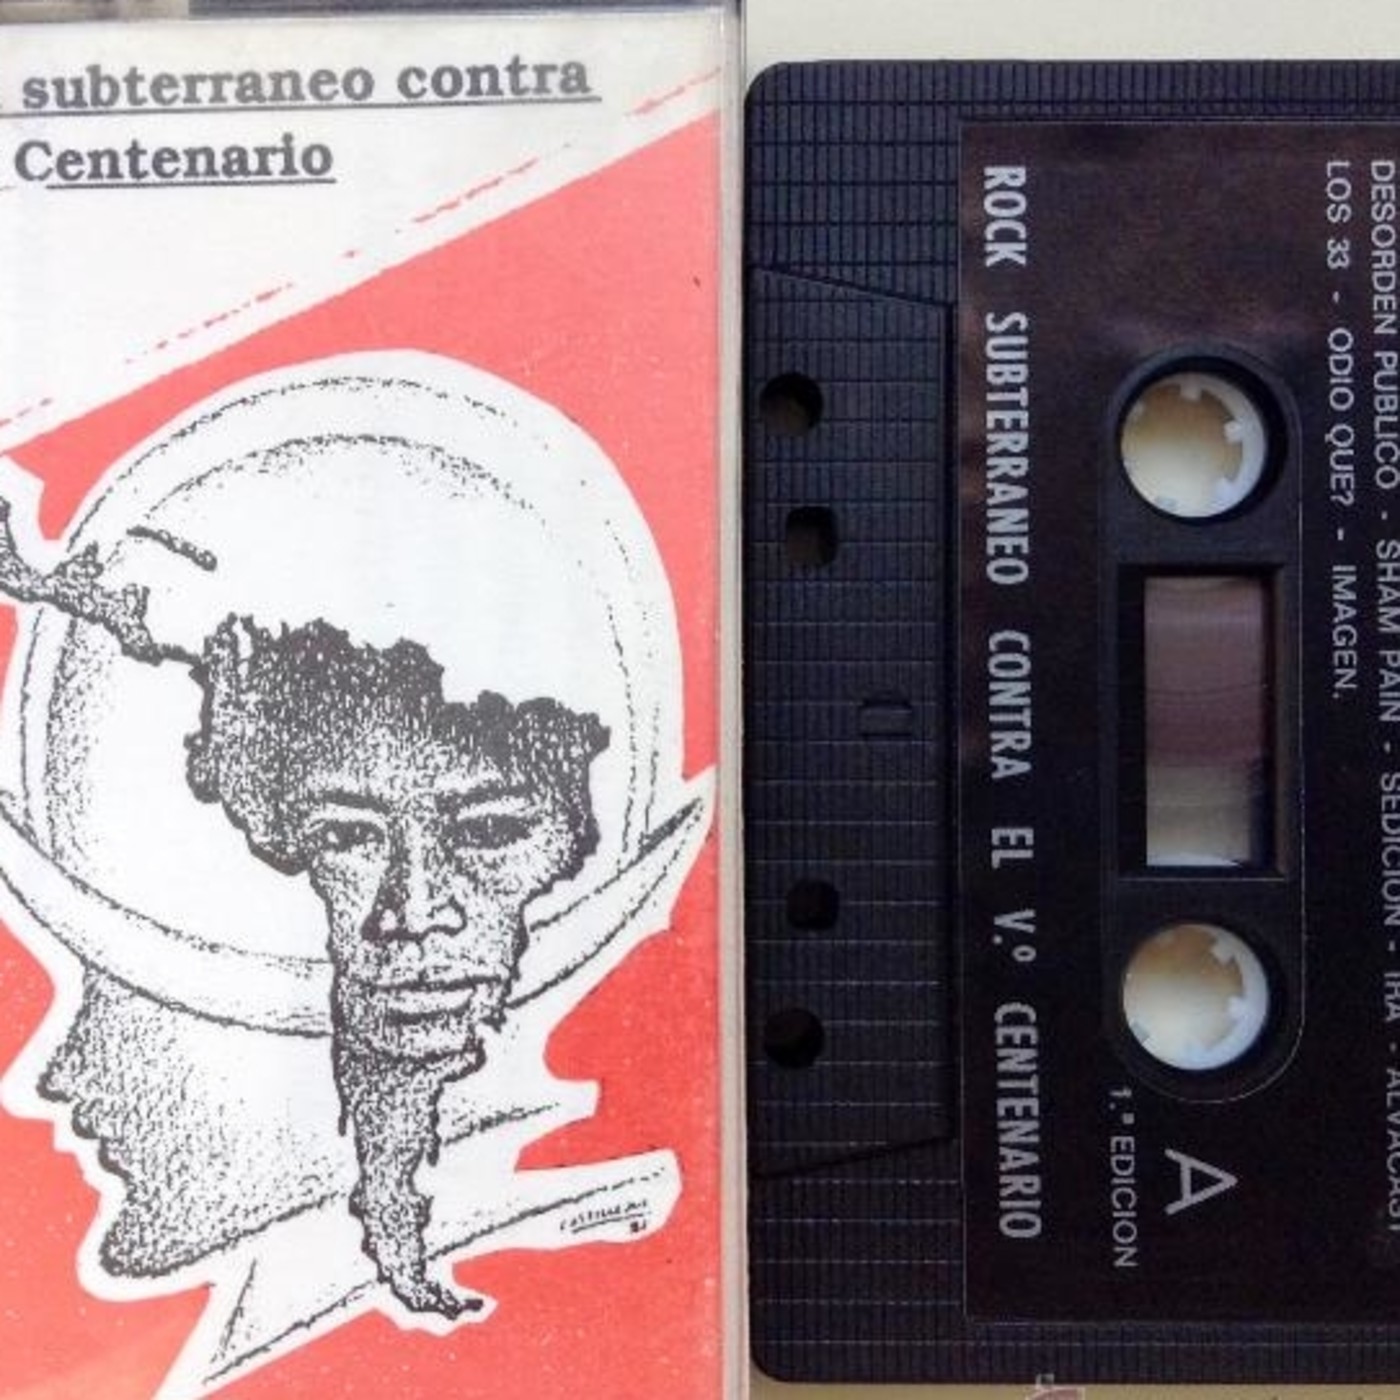 subterraneo contra
Centenario
DESORDEN PUBLICO - SHAM PAIN - SEDICION - IRA -
LOS 33 - ODIO QUE? - IMAGEN.
1.ª EDICION
A
ROCK SUBTERRANEO CONTRA EL V.º CENTENARIO